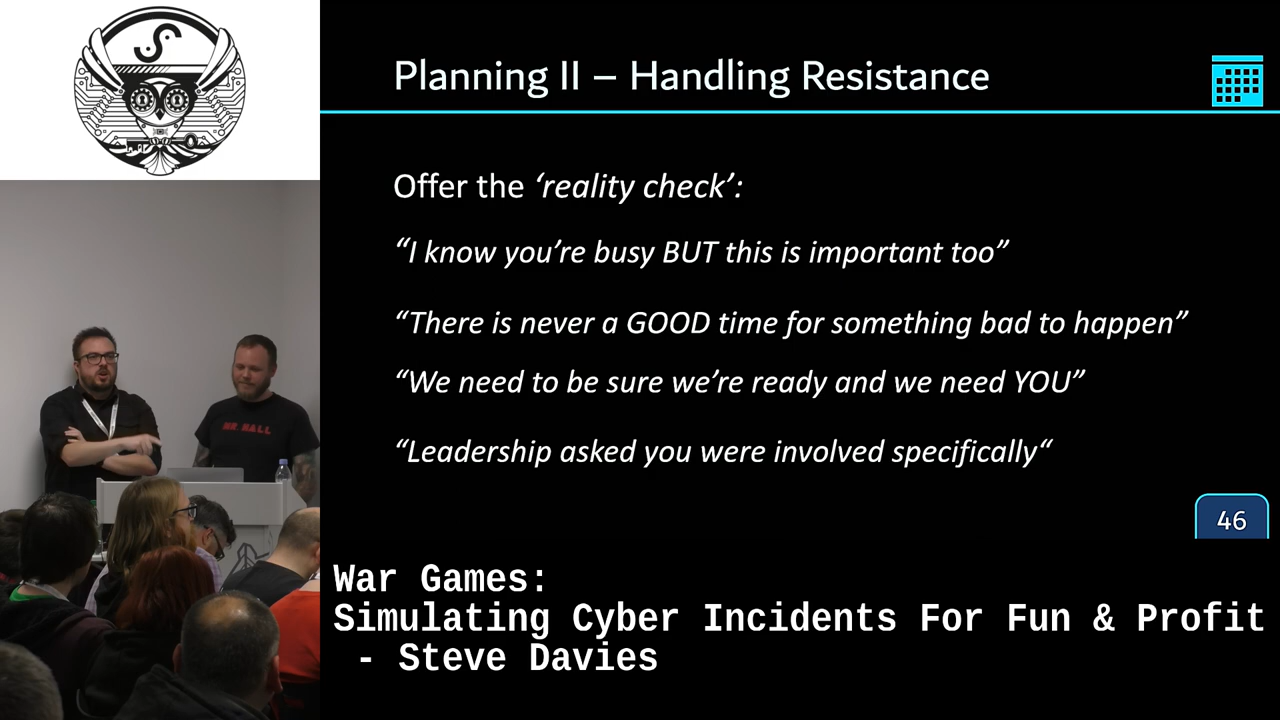 Planning II – Handling Resistance
Offer the ‘reality check’:
“I know you’re busy BUT this is important too”
“There is never a GOOD time for something bad to happen”
“We need to be sure we’re ready and we need YOU”
“Leadership asked you were involved specifically“
MR. BALL
46
War Games:
Simulating Cyber Incidents For Fun & Profit
- Steve Davies